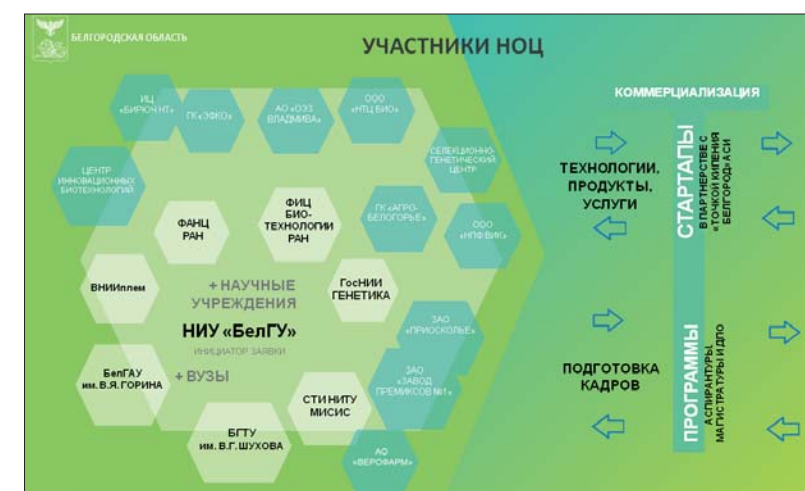 БЕЛГОРОДСКАЯ ОБЛАСТЬ
УЧАСТНИКИ НОЦ
ИЦ
«БИРЮЧ НТ»
ГК «ЭФКО»
АО «ОЭЗ
ВЛАДМИВА»
ООО
«НТЦ БИО»
СЕЛЕКЦИОННО-
ГЕНЕТИЧЕСКИЙ
ЦЕНТР
ЦЕНТР
ИННОВАЦИОННЫХ
БИОТЕХНОЛОГИЙ
ФАНЦ
РАН
ФИЦ
БИО-
ТЕХНОЛОГИИ
РАН
ГК «АГРО-
БЕЛОГОРЬЕ»
ООО
«НПФ ВИК»
ВНИИплем
+ НАУЧНЫЕ
УЧРЕЖДЕНИЯ
ГосНИИ
ГЕНЕТИКА
НИУ «БелГУ»
ИНИЦИАТОР ЗАЯВКИ
+ ВУЗЫ
ЗАО
«ПРИОСКОЛЬЕ»
БелГАУ
им. В.Я. ГОРИНА
СТИ НИТУ
МИСИС
ЗАО
«ЗАВОД
ПРЕМИКСОВ №1»
БГТУ
им. В.Г. ШУХОВА
АО
«ВЕРОФАРМ»
КОММЕРЦИАЛИЗАЦИЯ
ТЕХНОЛОГИИ,
ПРОДУКТЫ,
УСЛУГИ
СТАРТАПЫ
В ПАРТНЕРСТВЕ С
«ТОЧКОЙ КИПЕНИЯ
БЕЛГОРОД» АСИ
ПОДГОТОВКА
КАДРОВ
ПРОГРАММЫ
АСПИРАНТУРЫ,
МАГИСТРАТУРЫ И ДПО